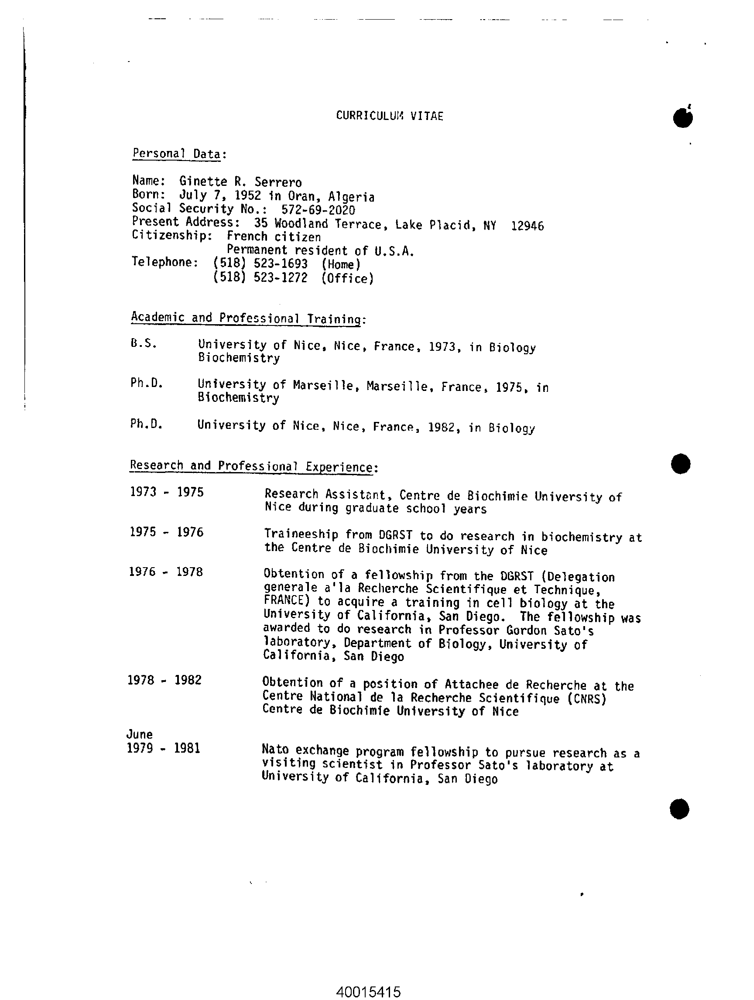 CURRICULUM VITAE
Personal Data:
Name: Ginette R. Serrero
Born: July 7, 1952 in Oran, Algeria
Social Security No.: 572-69-2020
Present Address: 35 Woodland Terrace, Lake Placid, NY 12946
Citizenship: French citizen
Permanent resident of U.S.A.
Telephone: (518) 523-1693 (Home)
(518) 523-1272 (Office)
Academic and Professional Training:
B.S. University of Nice, Nice, France, 1973, in Biology
Biochemistry
Ph.D. University of Marseille, Marseille, France, 1975, in
Biochemistry
Ph.D. University of Nice, Nice, France, 1982, in Biology
Research and Professional Experience:
1973 - 1975 Research Assistant, Centre de Biochimie University of
Nice during graduate school years
1975 - 1976 Traineeship from DGRST to do research in biochemistry at
the Centre de Biochimie University of Nice
1976 - 1978 Obtention of a fellowship from the DGRST (Delegation
generale a'la Recherche Scientifique et Technique,
FRANCE) to acquire a training in cell biology at the
University of California, San Diego. The fellowship was
awarded to do research in Professor Gordon Sato's
laboratory, Department of Biology, University of
California, San Diego
1978 - 1982 Obtention of a position of Attachee de Recherche at the
Centre National de la Recherche Scientifique (CNRS)
Centre de Biochimie University of Nice
June
1979 - 1981 Nato exchange program fellowship to pursue research as a
visiting scientist in Professor Sato's laboratory at
University of California, San Diego
40015415